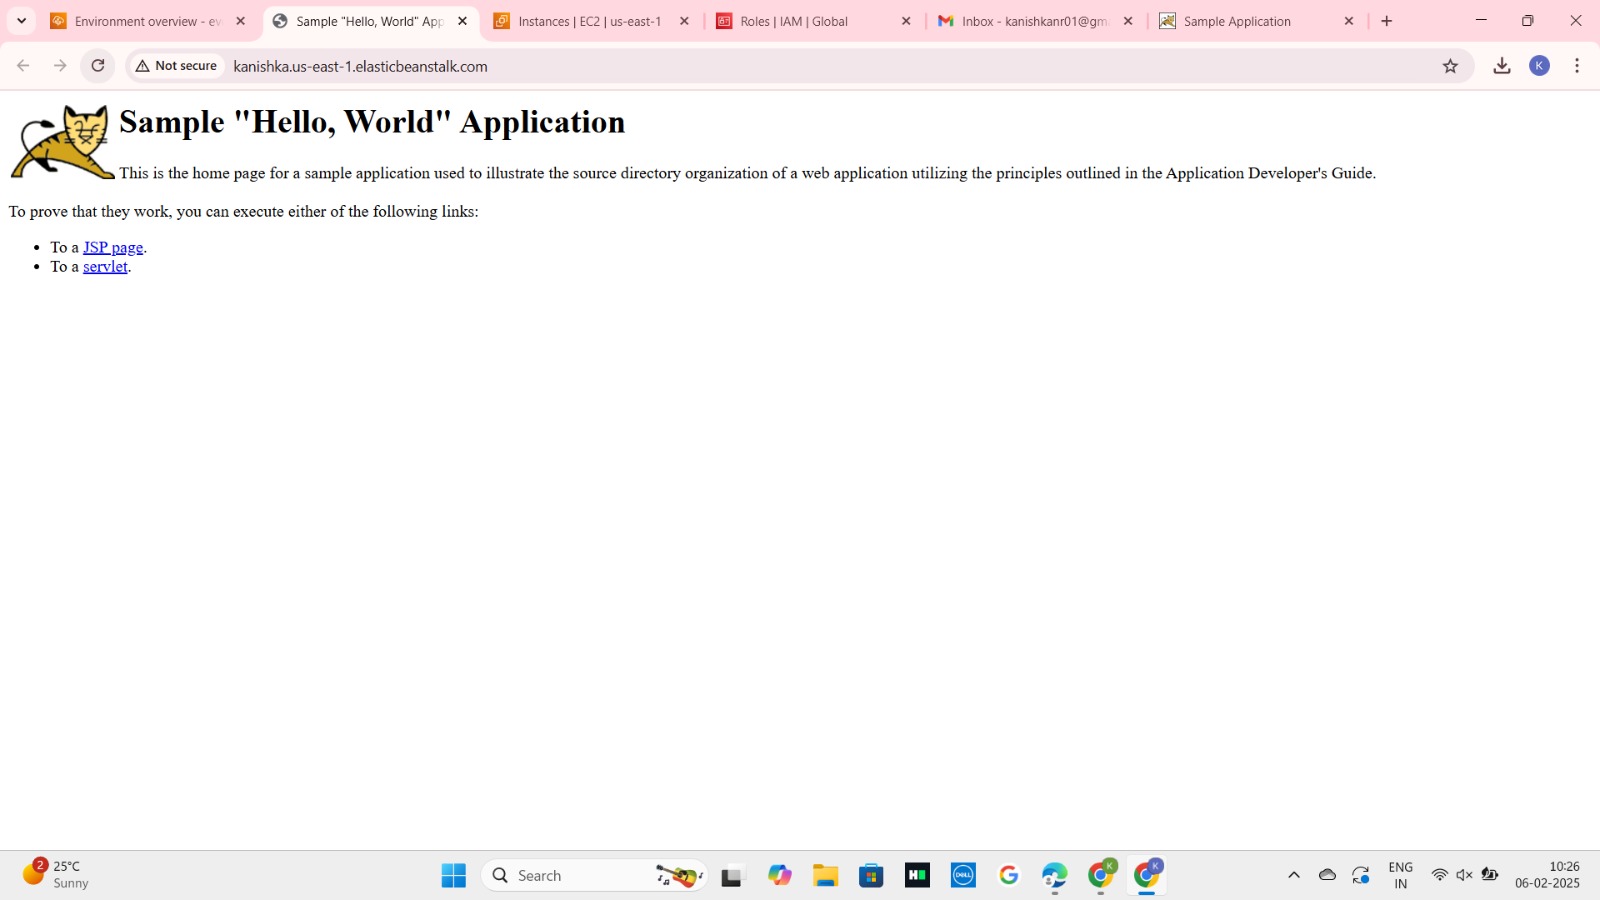 Environment overview - ev
Sample "Hello, World" App
Instances | EC2 | us-east-1
Roles | IAM | Global
Inbox - kanishkanr01@gm
Sample Application
Not secure
kanishka.us-east-1.elasticbeanstalk.com
K
Sample "Hello, World" Application
This is the home page for a sample application used to illustrate the source directory organization of a web application utilizing the principles outlined in the Application Developer's Guide.
To prove that they work, you can execute either of the following links:
• To a JSP page.
• To a servlet.
2
25°C
Sunny
Search
H
DELL
G
K
K
ENG
IN
10:26
06-02-2025